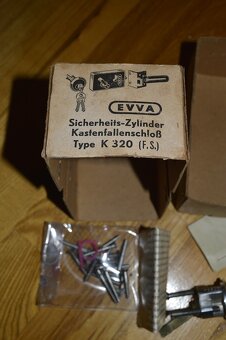 EVVA
Sicherheits-Zylinder
Kastenfallenschloß
Type K 320 (F.S.)